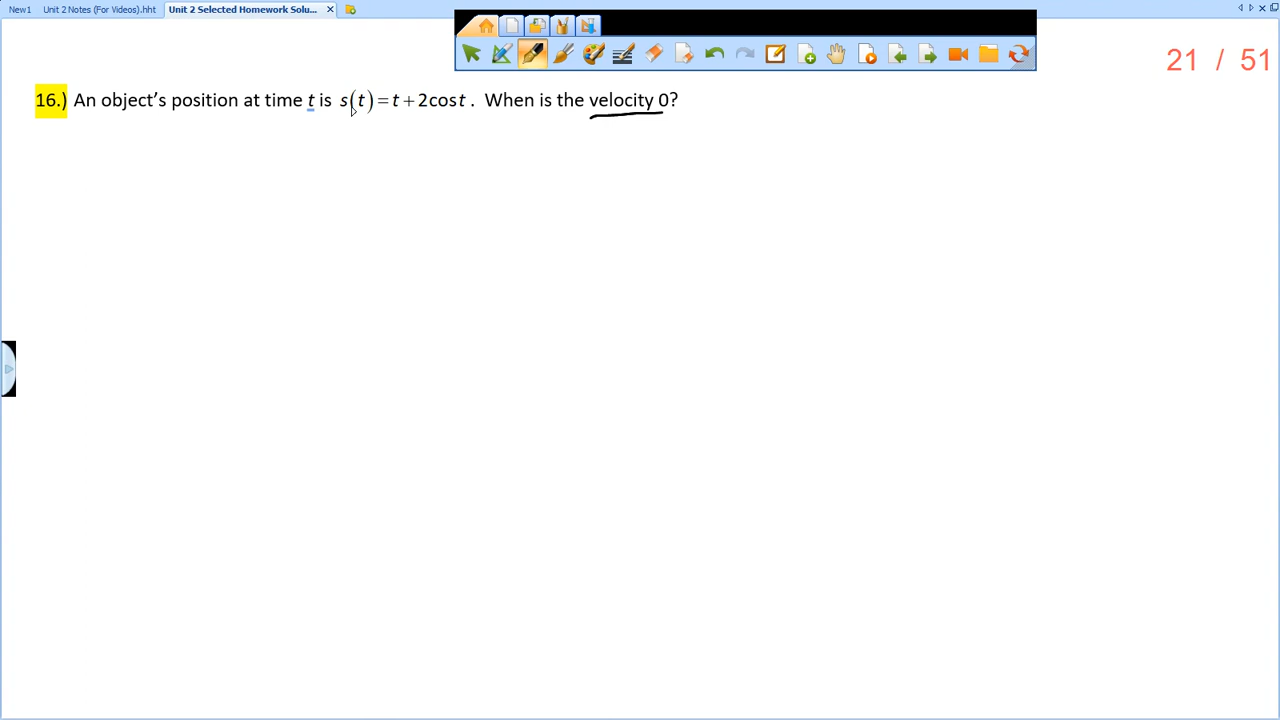 New1 Unit 2 Notes (For Videos).hht Unit 2 Selected Homework Solu...
21 / 51
16.) An object’s position at time t is s(t) = t + 2cost . When is the velocity 0?